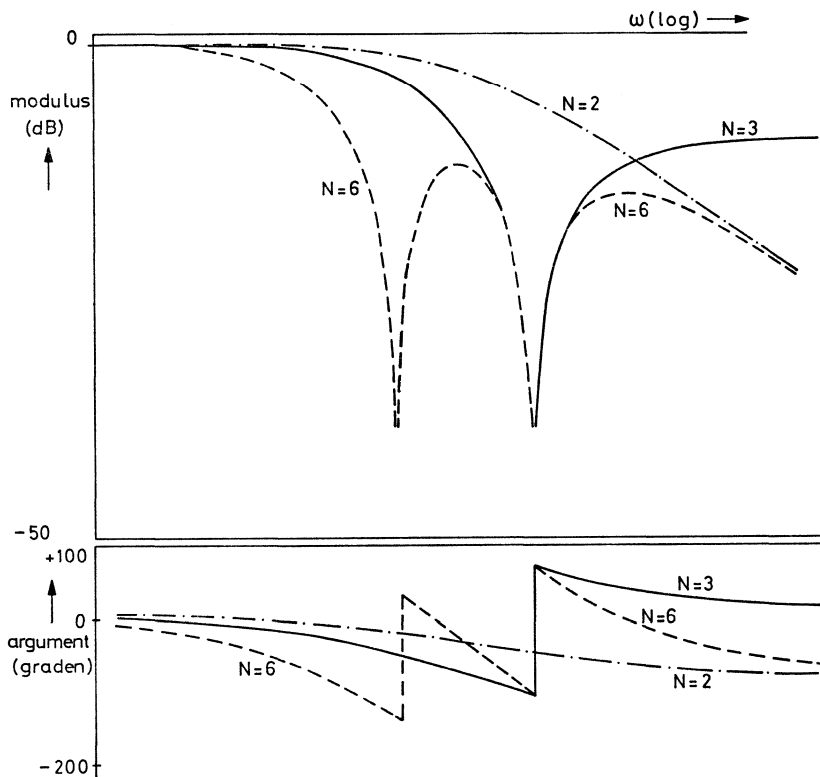 ω(log)
0
modulus
(dB)
N=2
N=3
N=6
N=6
-50
+100
0
argument
(graden)
N=3
N=6
N=6
N=2
-200